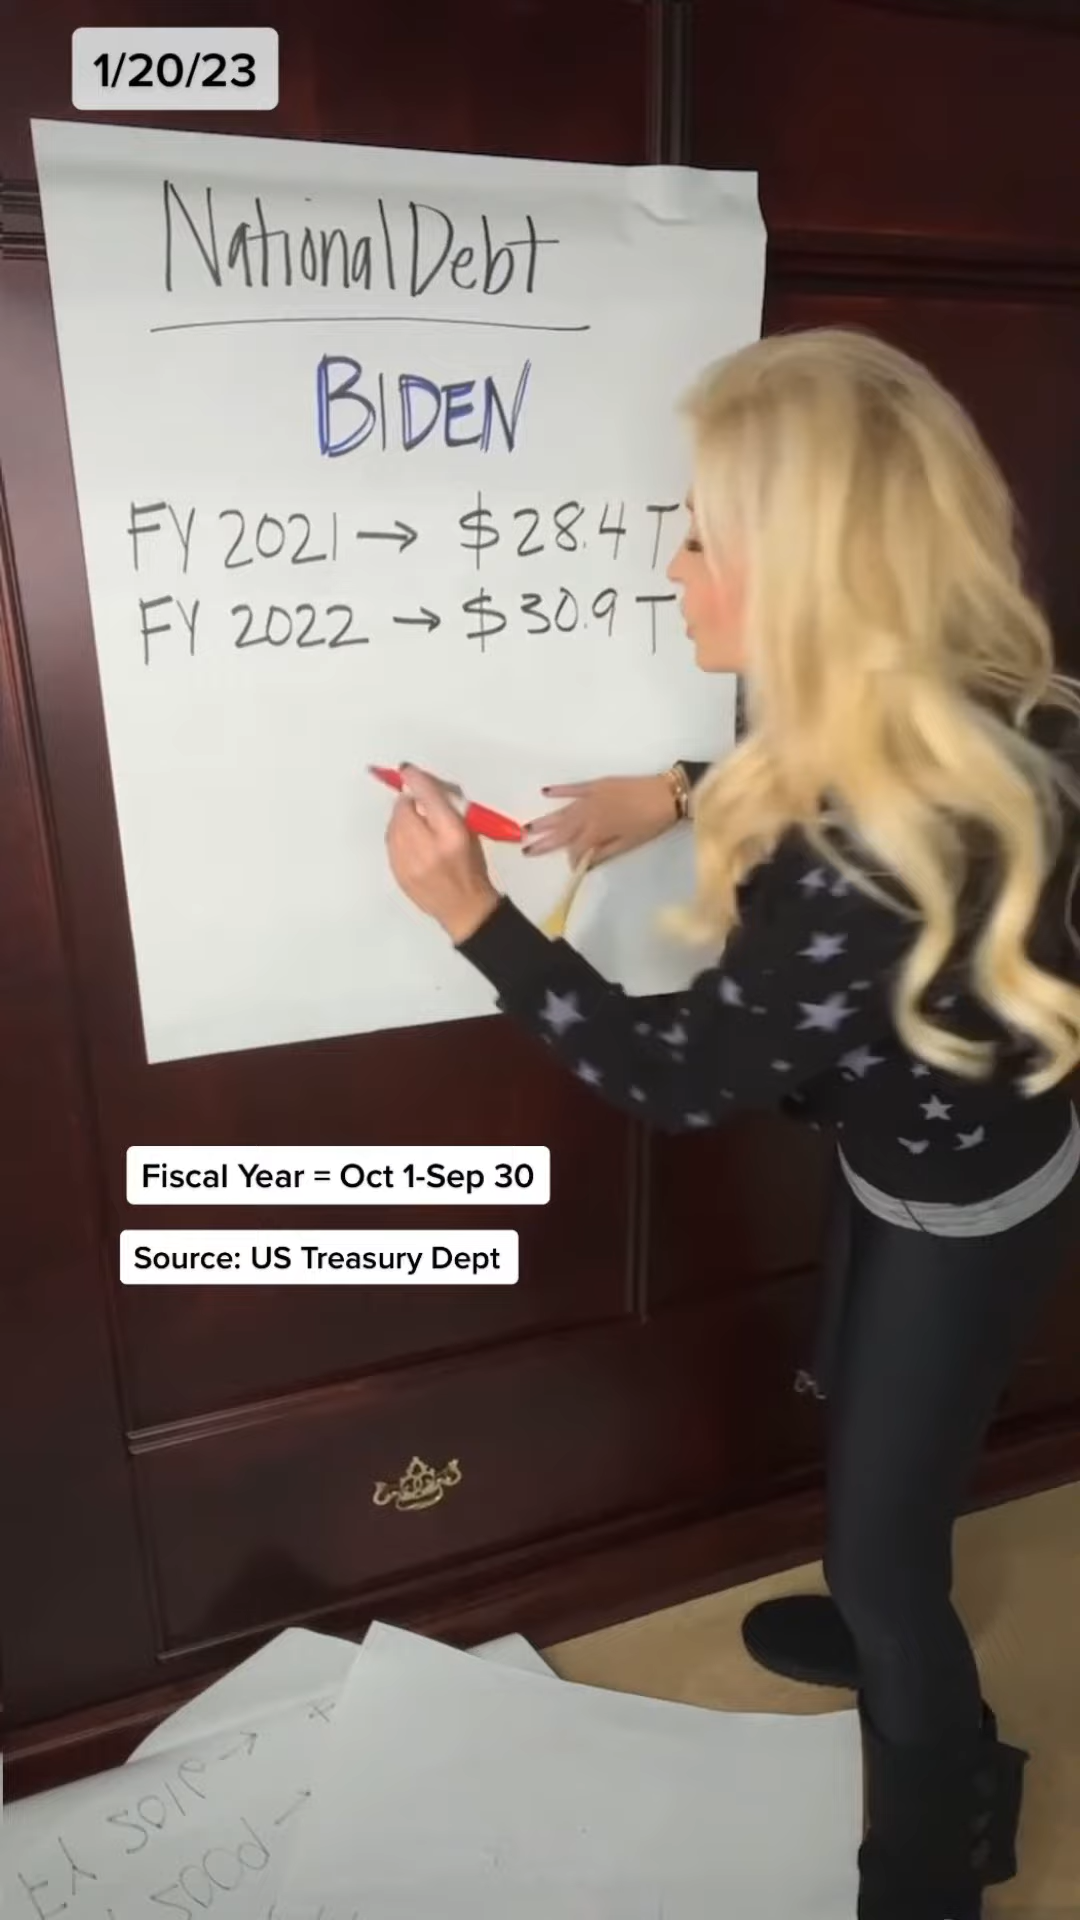 1/20/23
National Debt
BIDEN
FY 2021 → $28.4 T
FY 2022 → $30.9 T
Fiscal Year = Oct 1-Sep 30
Source: US Treasury Dept